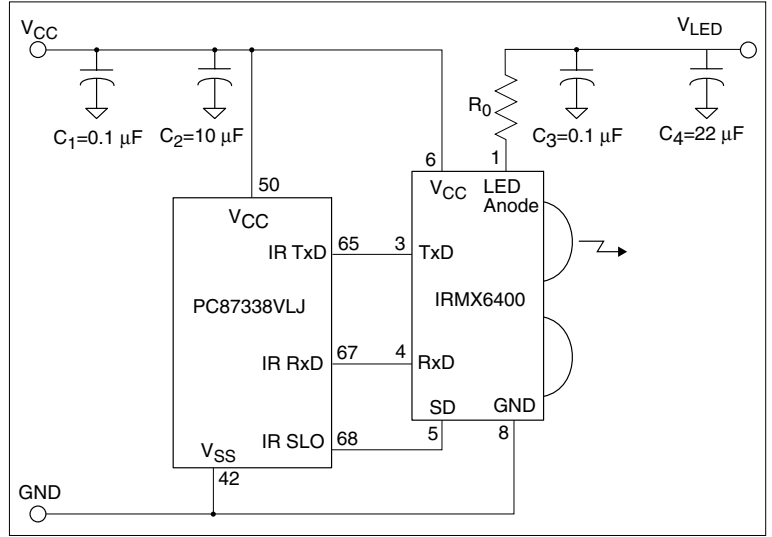 VCC
VLED
R0
C1=0.1 µF
C2=10 µF
C3=0.1 µF
C4=22 µF
6
1
50
VCC
LED
Anode
VCC
IR TxD
65
3
TxD
PC87338VLJ
IRMX6400
IR RxD
67
4
RxD
SD
GND
IR SLO
68
5
8
VSS
42
GND